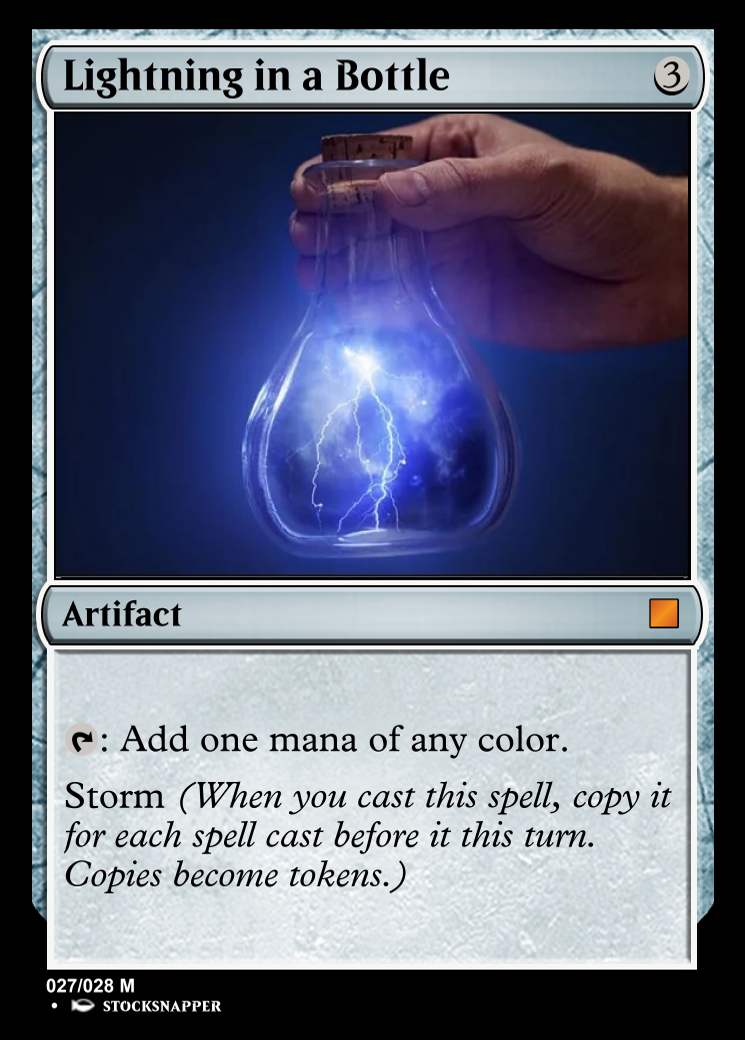 Lightning in a Bottle 3
Artifact
: Add one mana of any color.
Storm (When you cast this spell, copy it
for each spell cast before it this turn.
Copies become tokens.)
027/028 M
• STOCKSNAPPER